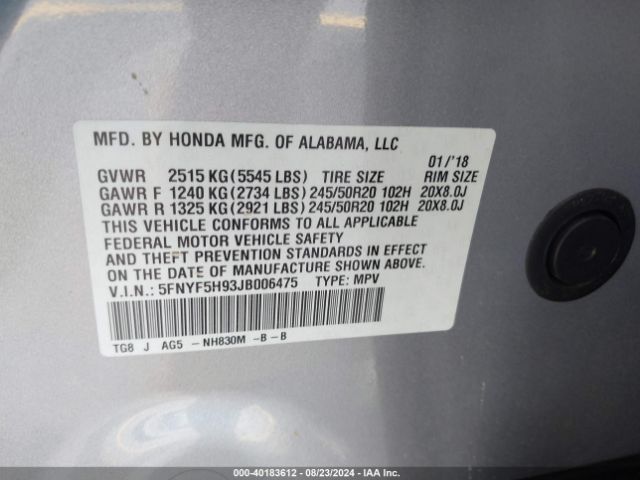 MFD. BY HONDA MFG. OF ALABAMA, LLC
01/'18
GVWR 2515 KG (5545 LBS) TIRE SIZE RIM SIZE
GAWR F 1240 KG (2734 LBS) 245/50R20 102H 20X8.0J
GAWR R 1325 KG (2921 LBS) 245/50R20 102H 20X8.0J
THIS VEHICLE CONFORMS TO ALL APPLICABLE
FEDERAL MOTOR VEHICLE SAFETY
AND THEFT PREVENTION STANDARDS IN EFFECT
ON THE DATE OF MANUFACTURE SHOWN ABOVE.
V.I.N.: 5FNYF5H93JB006475 TYPE: MPV
TG8 J AG5 - NH830M -B-B
000-40183612 - 08/23/2024 - IAA Inc.